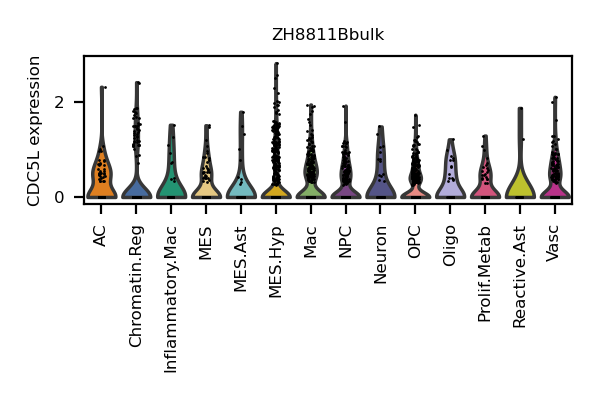 ZH8811Bbulk
CDC5L expression
2
0
AC
Chromatin.Reg
Inflammatory.Mac
MES
MES.Ast
MES.Hyp
Mac
NPC
Neuron
OPC
Oligo
Prolif.Metab
Reactive.Ast
Vasc